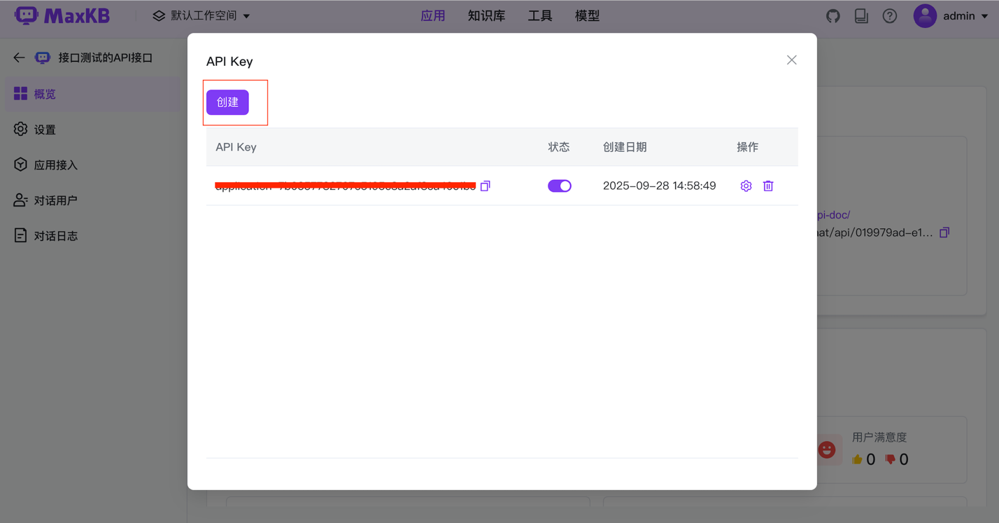 MaxKB
默认工作空间
应用 知识库 工具 模型
admin
接口测试的API接口
概览
设置
应用接入
对话用户
对话日志
API Key
创建
API Key 状态 创建日期 操作
2025-09-28 14:58:49
pi-doc/
at/api/019979ad-e1...
用户满意度
0 0